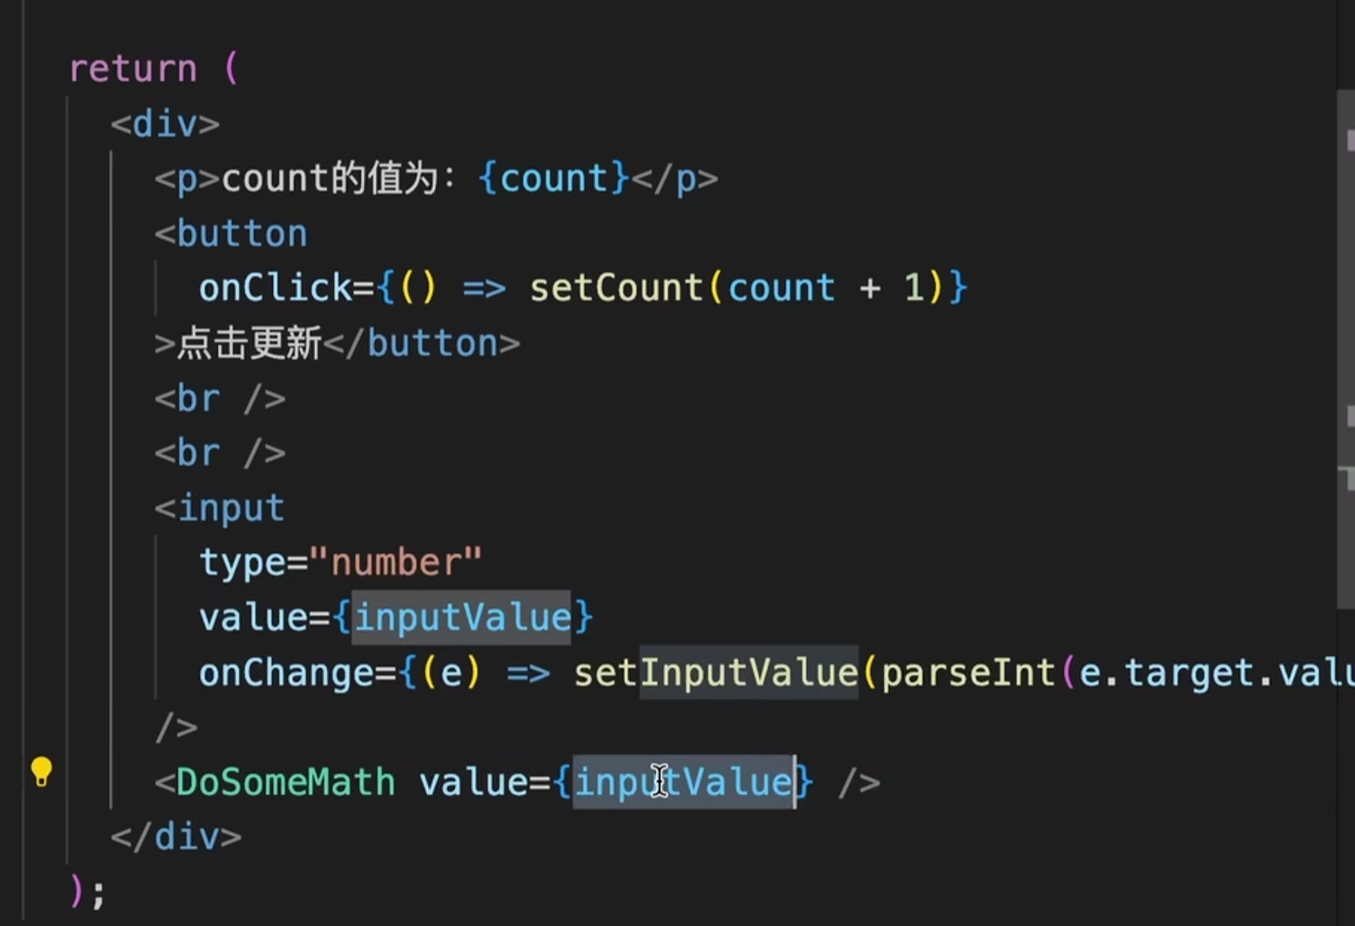 return (
<div>
<p>count的值为：{count}</p>
<button
onClick={() => setCount(count + 1)}
>点击更新</button>
<br />
<br />
<input
type="number"
value={inputValue}
onChange={(e) => setInputValue(parseInt(e.target.valu
/>
<DoSomeMath value={inputValue} />
</div>
);